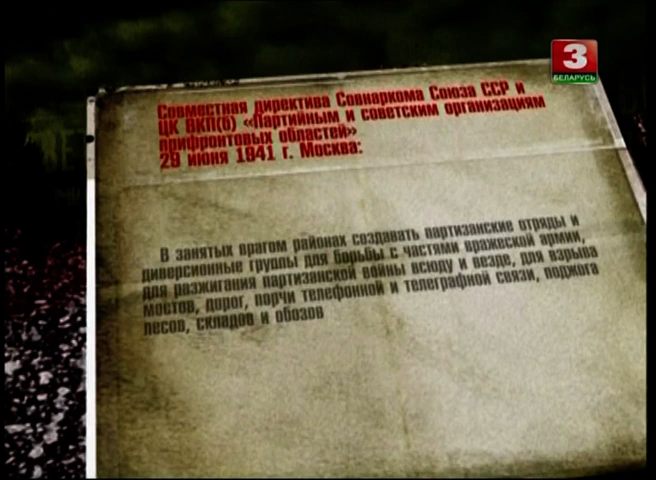 3
БЕЛАРУСЬ
Совместная директива Совнаркома Союза ССР и
ЦК ВКП(б) «Партийным и советским организациям
прифронтовых областей»
29 июня 1941 г. Москва:
В занятых врагом районах создавать партизанские отряды и
диверсионные группы для борьбы с частями вражеской армии,
для разжигания партизанской войны всюду и везде, для взрыва
мостов, дорог, порчи телефонной и телеграфной связи, поджога
лесов, складов и обозов